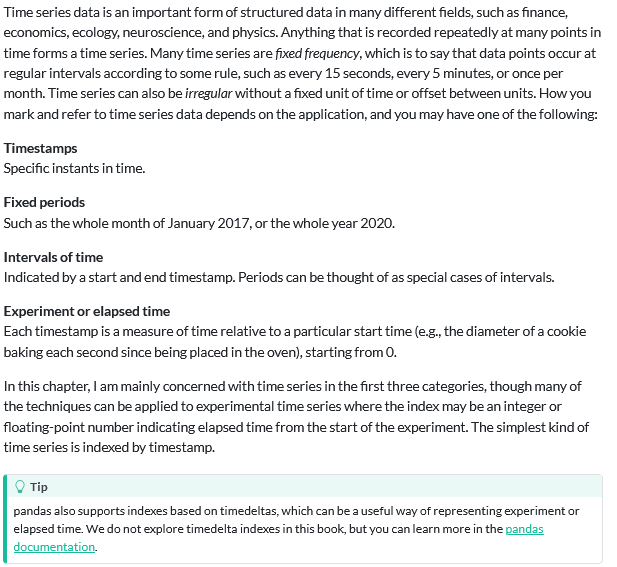 Time series data is an important form of structured data in many different fields, such as finance,
economics, ecology, neuroscience, and physics. Anything that is recorded repeatedly at many points in
time forms a time series. Many time series are fixed frequency, which is to say that data points occur at
regular intervals according to some rule, such as every 15 seconds, every 5 minutes, or once per
month. Time series can also be irregular without a fixed unit of time or offset between units. How you
mark and refer to time series data depends on the application, and you may have one of the following:
Timestamps
Specific instants in time.
Fixed periods
Such as the whole month of January 2017, or the whole year 2020.
Intervals of time
Indicated by a start and end timestamp. Periods can be thought of as special cases of intervals.
Experiment or elapsed time
Each timestamp is a measure of time relative to a particular start time (e.g., the diameter of a cookie
baking each second since being placed in the oven), starting from 0.
In this chapter, I am mainly concerned with time series in the first three categories, though many of
the techniques can be applied to experimental time series where the index may be an integer or
floating-point number indicating elapsed time from the start of the experiment. The simplest kind of
time series is indexed by timestamp.
Tip
pandas also supports indexes based on timedeltas, which can be a useful way of representing experiment or
elapsed time. We do not explore timedelta indexes in this book, but you can learn more in the pandas
documentation.